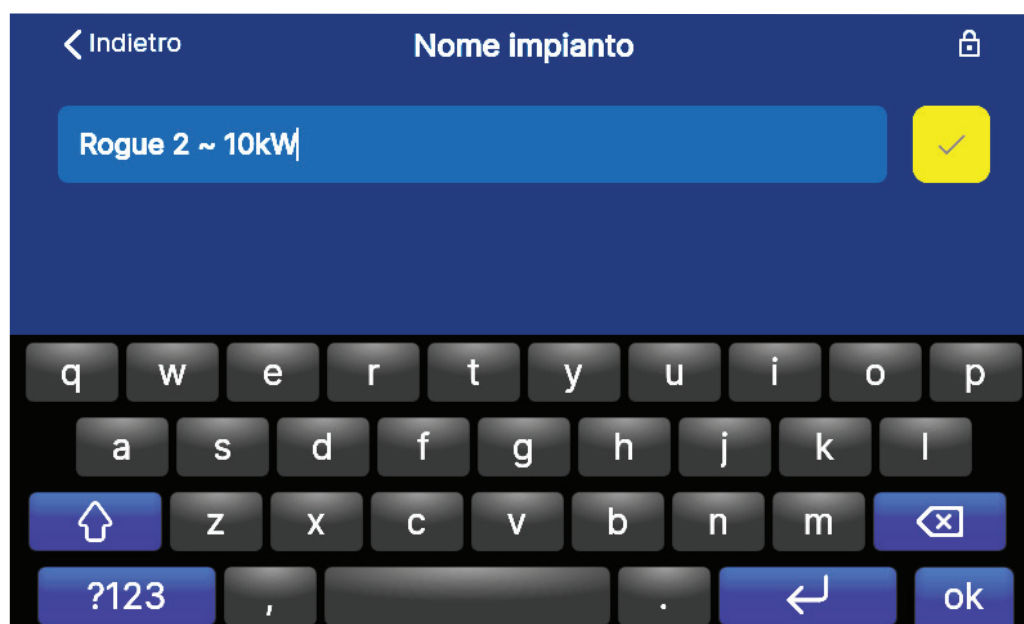 Indietro
Nome impianto
Rogue 2 ~ 10kW
q w e r t y u i o p
a s d f g h j k l
z x c v b n m
?123 , . ok